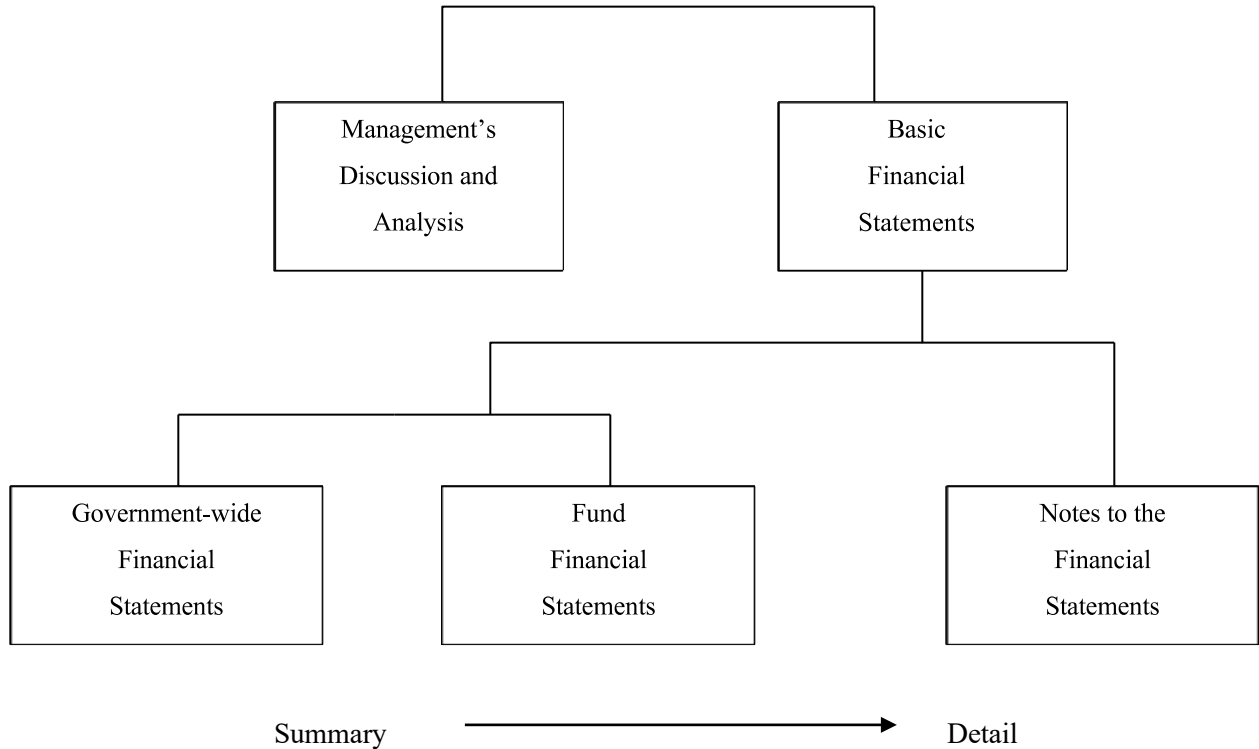 Management’s
Discussion and
Analysis
Basic
Financial
Statements
Government-wide
Financial
Statements
Fund
Financial
Statements
Notes to the
Financial
Statements
Summary
Detail